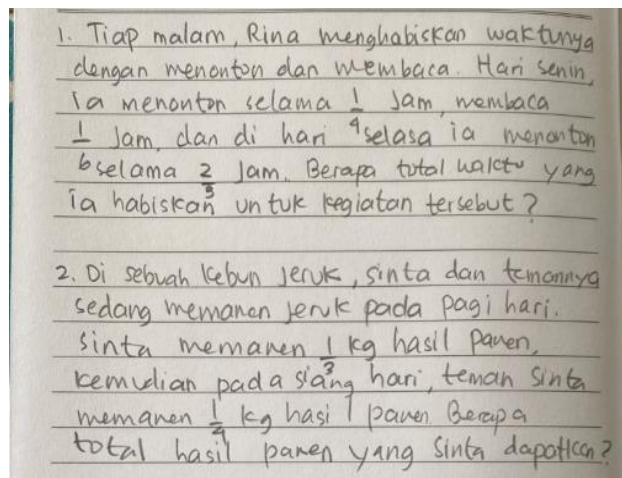 1. Tiap malam, Rina menghabiskan waktunya
dengan menonton dan membaca. Hari senin,
ia menonton selama 1/4 Jam, membaca
1/6 Jam, dan di hari selasa ia menonton
selama 2/3 Jam. Berapa total waktu yang
ia habiskan untuk kegiatan tersebut?
2. Di sebuah kebun Jeruk, sinta dan temannya
sedang memanen jeruk pada pagi hari.
sinta memanen 1/3 kg hasil panen,
kemudian pada siang hari, teman sinta
memanen 1/4 kg hasil panen. Berapa
total hasil panen yang sinta dapatkan?